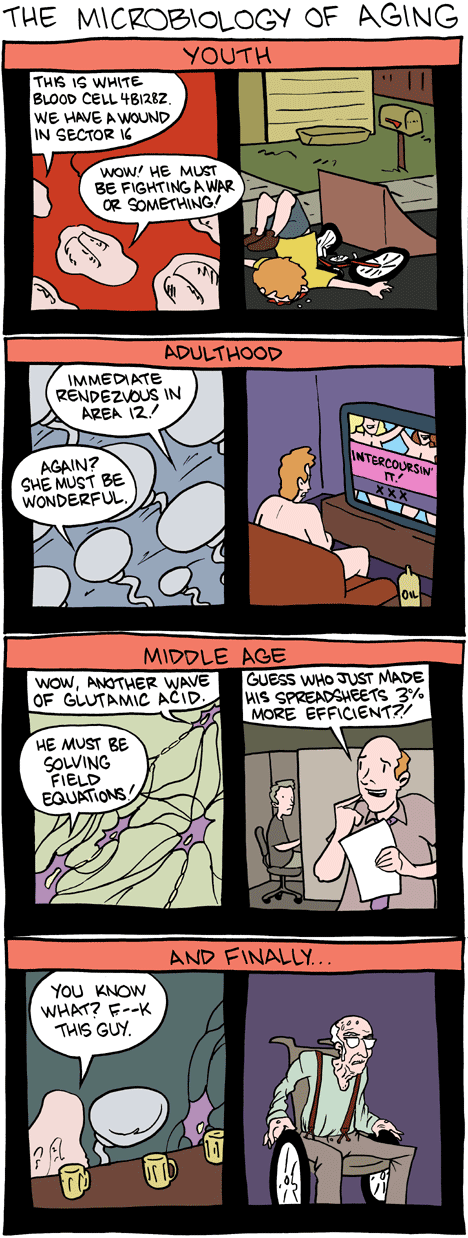 THE MICROBIOLOGY OF AGING
YOUTH
THIS IS WHITE
BLOOD CELL 4B128Z.
WE HAVE A WOUND
IN SECTOR 16
WOW! HE MUST
BE FIGHTING A WAR
OR SOMETHING!
ADULTHOOD
IMMEDIATE
RENDEZVOUS IN
AREA 12!
AGAIN?
SHE MUST BE
WONDERFUL.
INTERCOURSIN'
IT!
XXX
OIL
MIDDLE AGE
WOW, ANOTHER WAVE
OF GLUTAMIC ACID.
HE MUST BE
SOLVING
FIELD
EQUATIONS!
GUESS WHO JUST MADE
HIS SPREADSHEETS 3%
MORE EFFICIENT?!
AND FINALLY...
YOU KNOW
WHAT? F--K
THIS GUY.